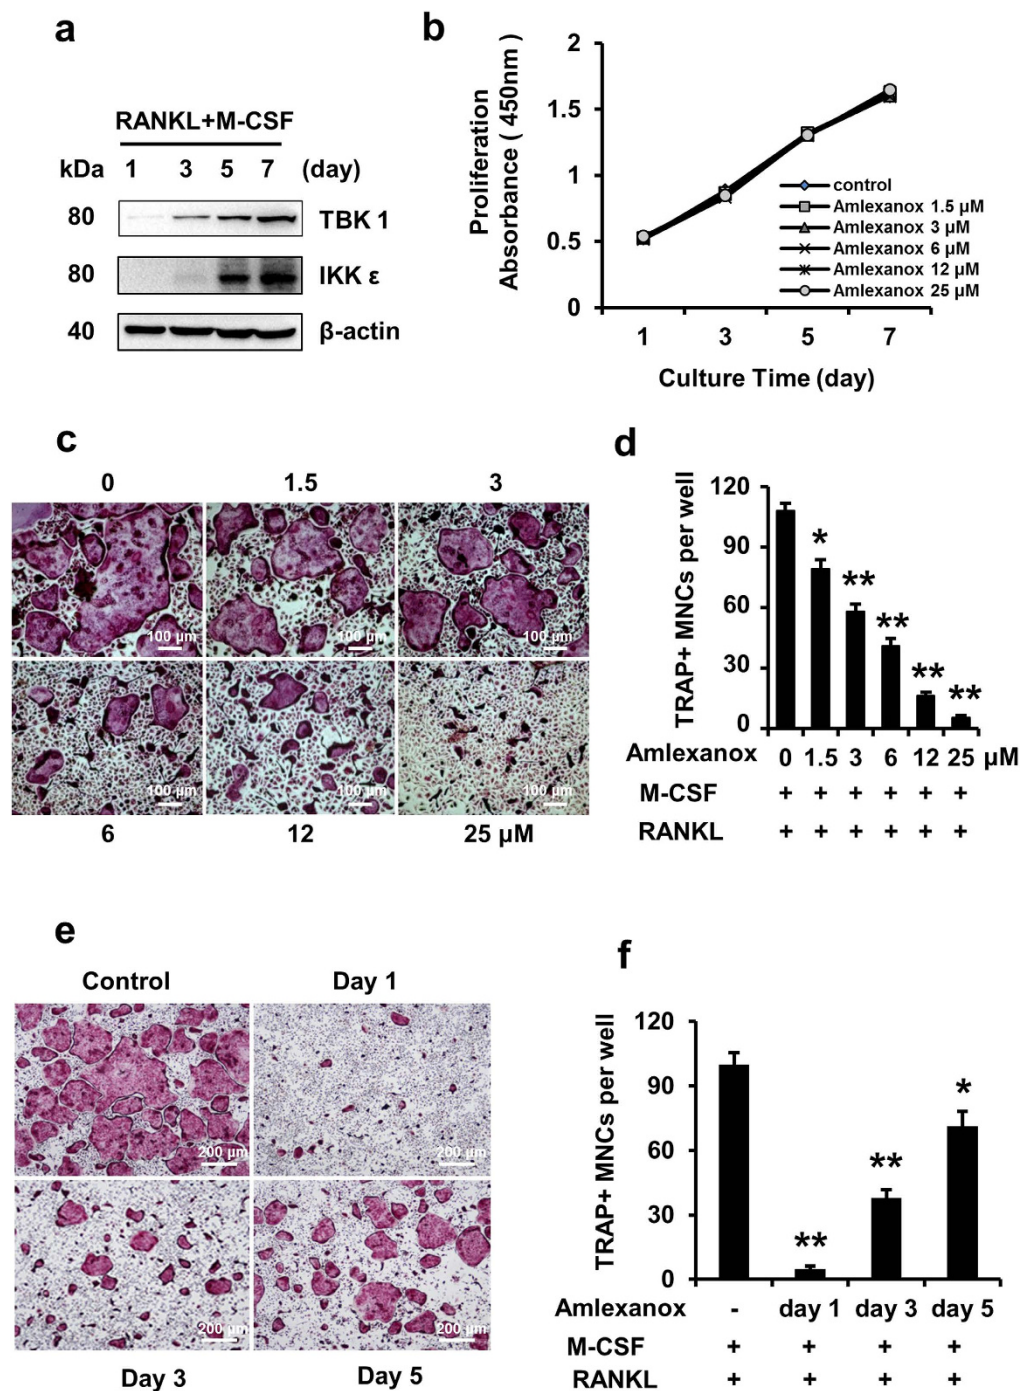 a
RANKL+M-CSF
kDa 1 3 5 7 (day)
80 TBK 1
80 IKK ε
40 β-actin
b
Proliferation
Absorbance ( 450nm )
2
1.5
1
0.5
0
control
Amlexanox 1.5 µM
Amlexanox 3 µM
Amlexanox 6 µM
Amlexanox 12 µM
Amlexanox 25 µM
1 3 5 7
Culture Time (day)
c
0 1.5 3
100 µm 100 µm 100 µm
100 µm 100 µm 100 µm
6 12 25 µM
d
TRAP+ MNCs per well
120
90
60
30
0
* ** ** ** **
Amlexanox 0 1.5 3 6 12 25 µM
M-CSF + + + + + +
RANKL + + + + + +
e
Control Day 1
200 µm 200 µm
200 µm 200 µm
Day 3 Day 5
f
TRAP+ MNCs per well
120
90
60
30
0
** ** *
Amlexanox - day 1 day 3 day 5
M-CSF + + + +
RANKL + + + +